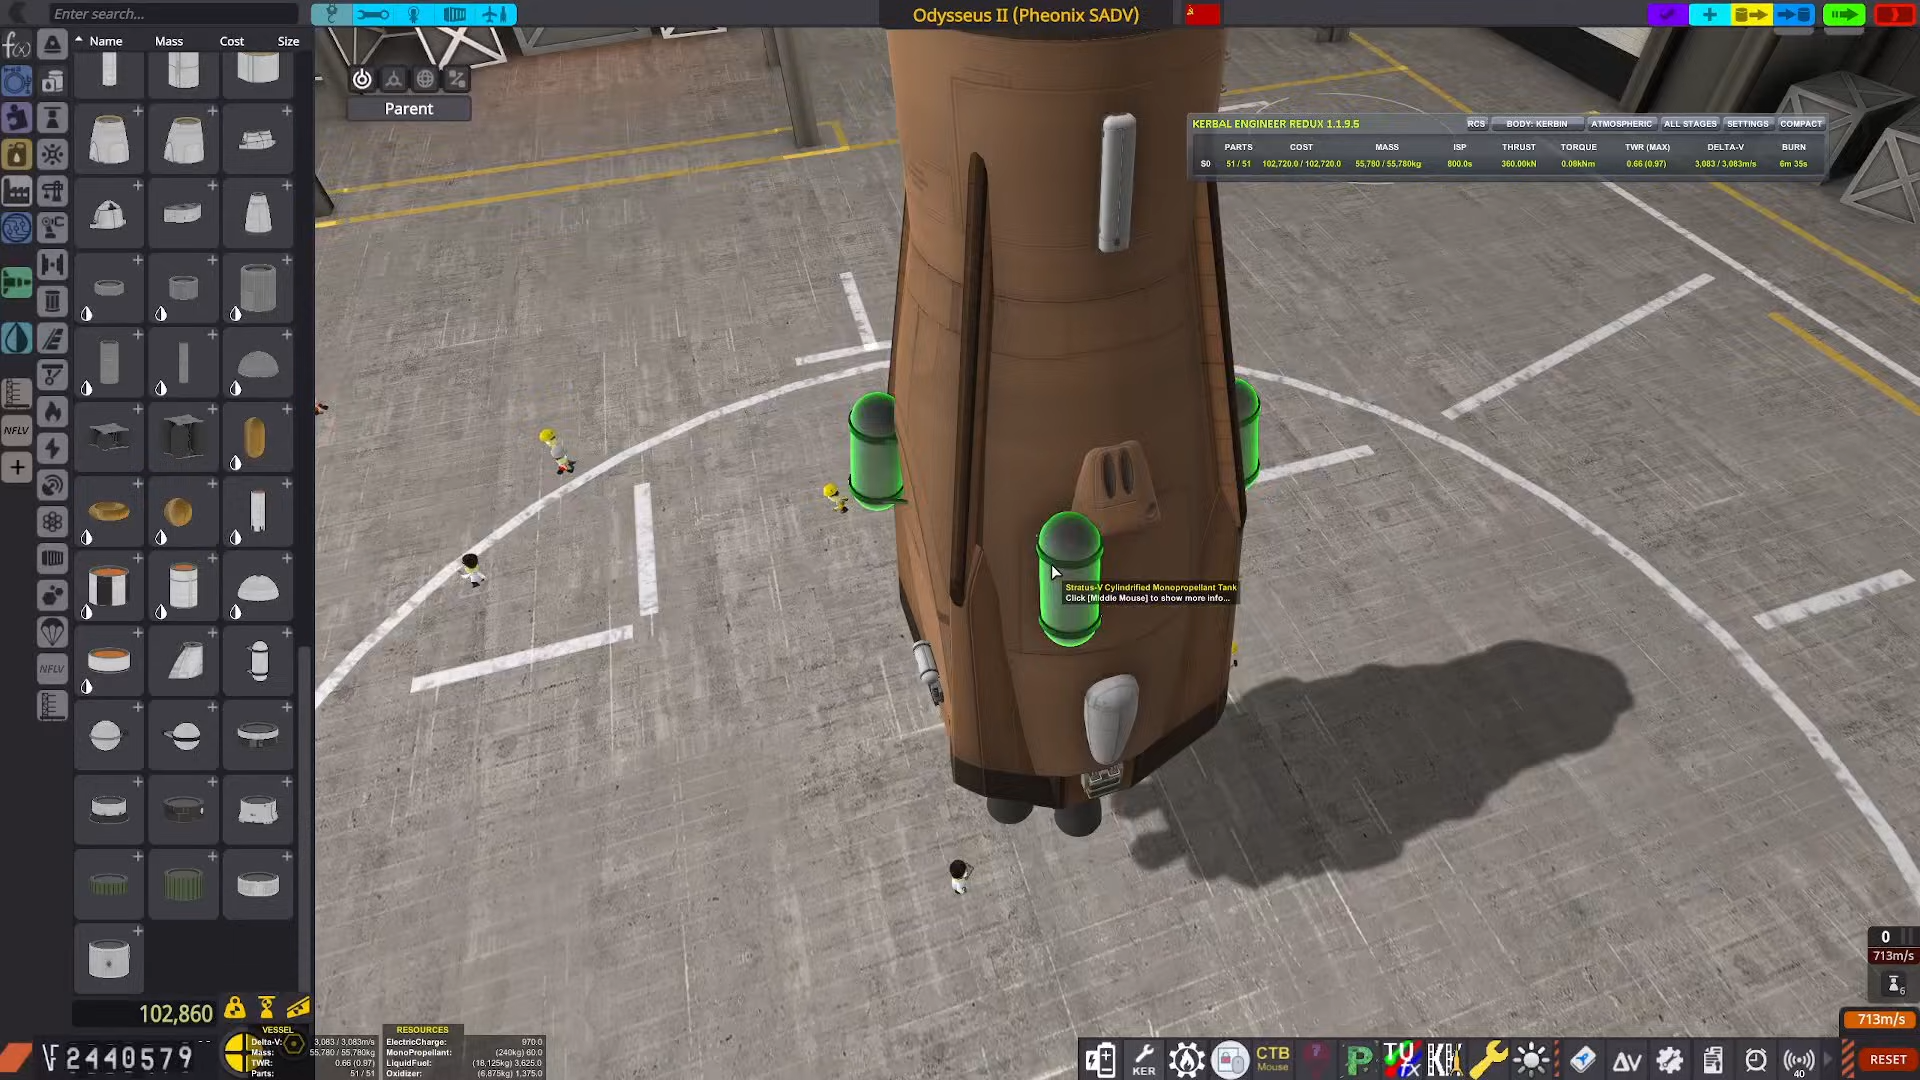 Enter search...
Odysseus II (Pheonix SADV)
Name Mass Cost Size
f(x)
Parent
KERBAL ENGINEER REDUX 1.1.9.5 RCS BODY: KERBIN ATMOSPHERIC ALL STAGES SETTINGS COMPACT
PARTS COST MASS ISP THRUST TORQUE TWR (MAX) DELTA-V BURN
S0 51 / 51 102,720.0 / 102,720.0 55,780 / 55,780kg 800.0s 360.00kN 0.08kNm 0.66 (0.97) 3,083 / 3,083m/s 6m 35s
NFLV
Stratus-V Cylindrified Monopropellant Tank
Click [Middle Mouse] to show more info...
NFLV
0
713m/s
6
713m/s
102,860
√F 2440579
VESSEL
Delta-V: 3,083 / 3,083m/s
Mass: 55,780 / 55,780kg
TWR: 0.66 (0.97)
Parts: 51 / 51
RESOURCES
ElectricCharge: 970.0
MonoPropellant: (240kg) 60.0
LiquidFuel: (18,125kg) 3,625.0
Oxidizer: (6,875kg) 1,375.0
KER
CTB
Mouse
ΔV
40
RESET